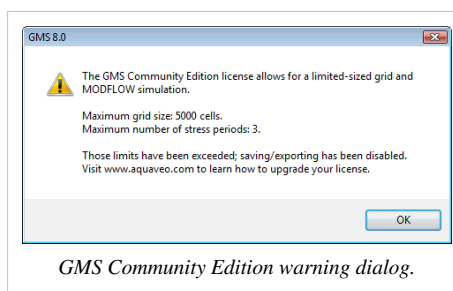 GMS 8.0
The GMS Community Edition license allows for a limited-sized grid and
MODFLOW simulation.
Maximum grid size: 5000 cells.
Maximum number of stress periods: 3.
Those limits have been exceeded; saving/exporting has been disabled.
Visit www.aquaveo.com to learn how to upgrade your license.
OK
GMS Community Edition warning dialog.